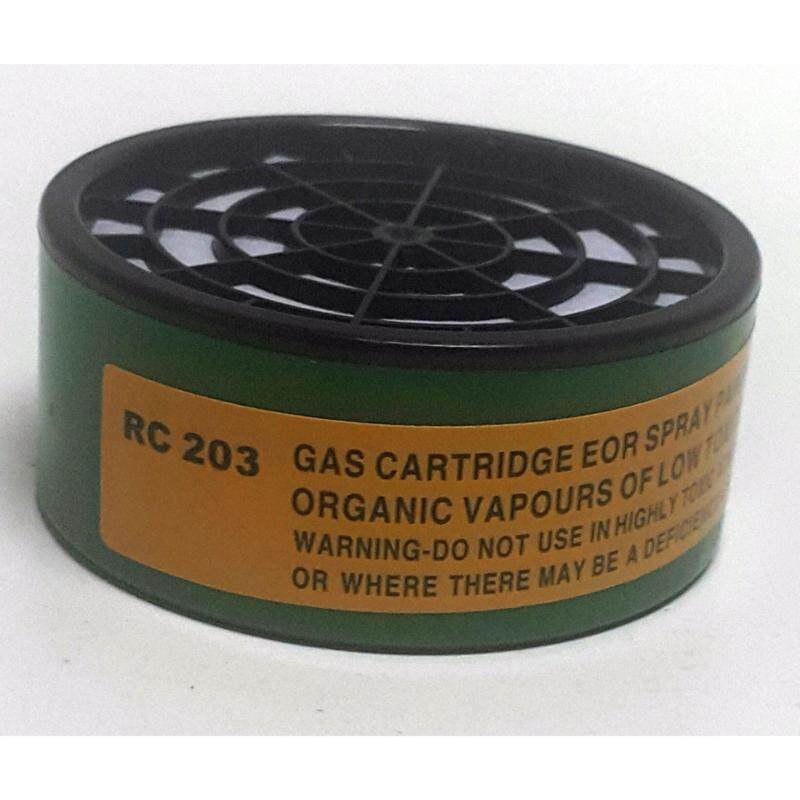 RC 203
GAS CARTRIDGE EOR SPRAY
ORGANIC VAPOURS OF LOW
WARNING-DO NOT USE IN HIGHLY TOXIC
OR WHERE THERE MAY BE A